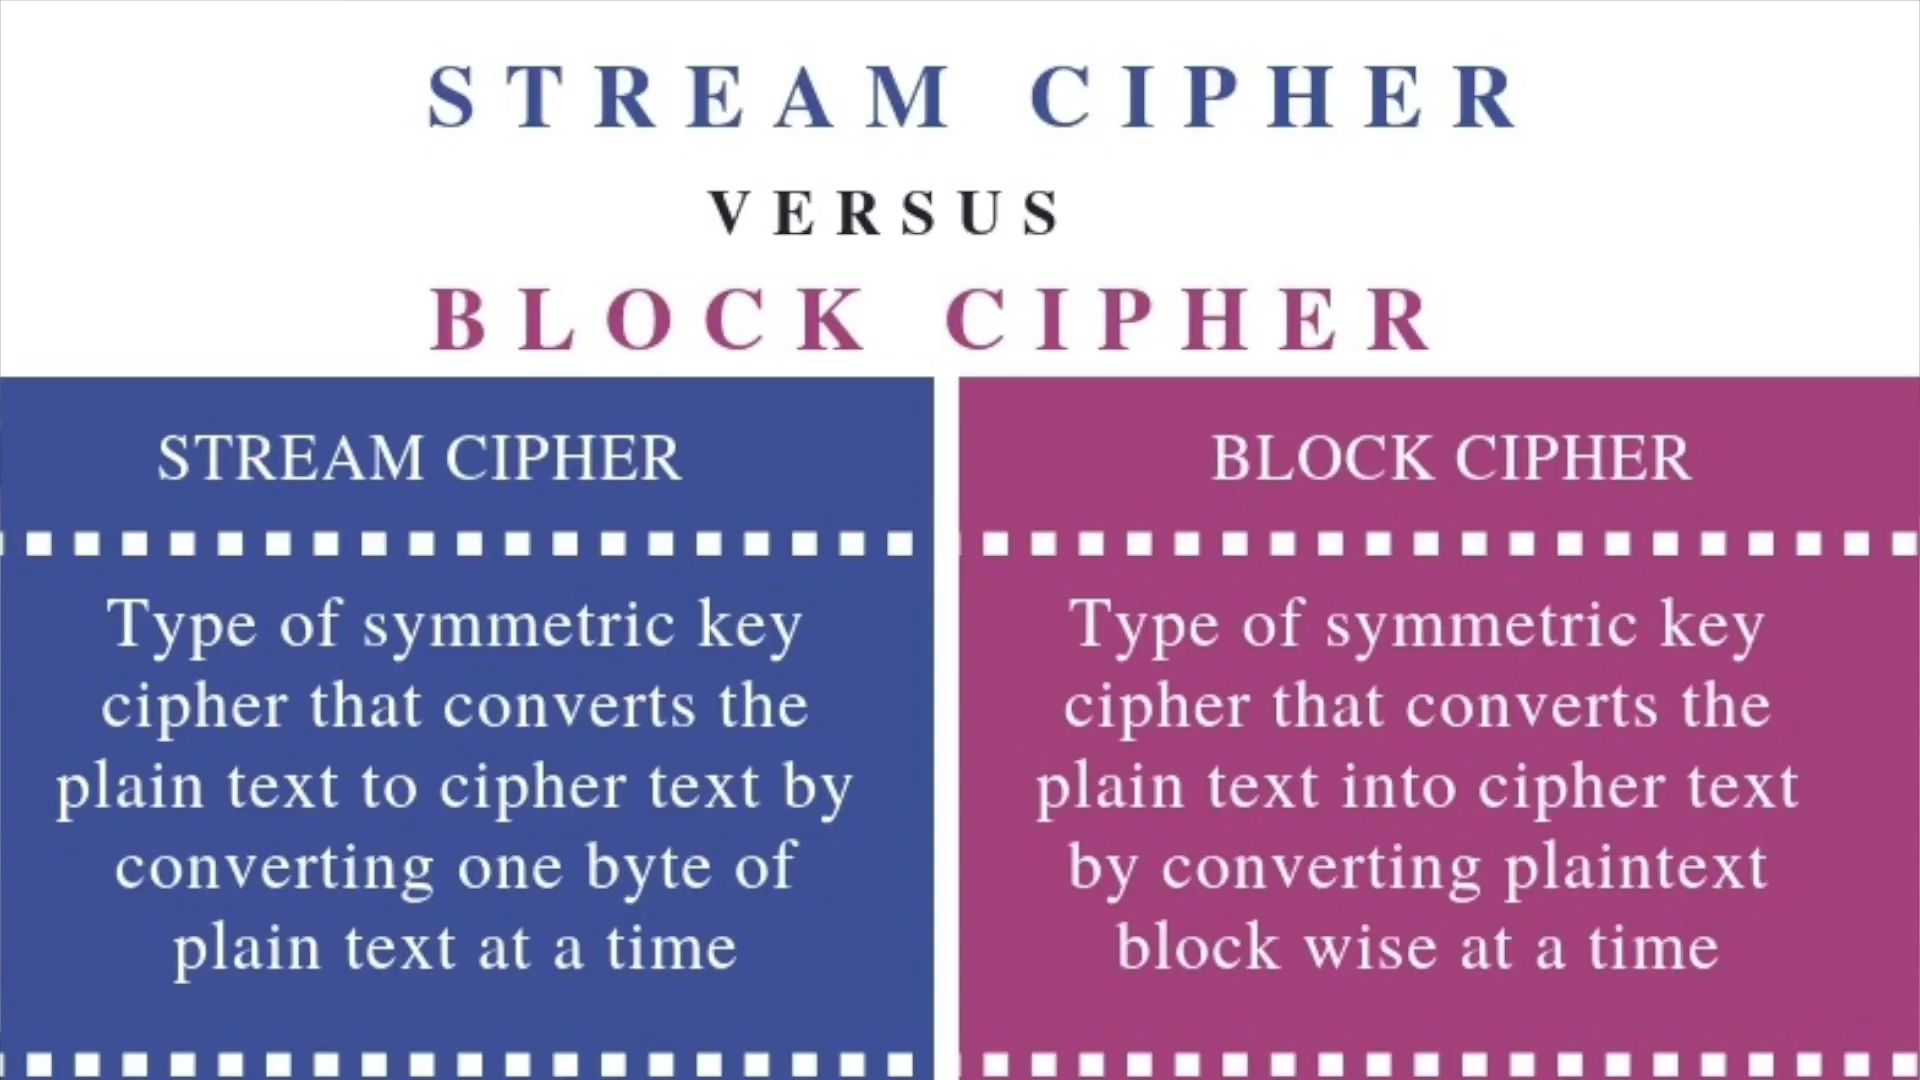 STREAM CIPHER
VERSUS
BLOCK CIPHER
STREAM CIPHER
Type of symmetric key
cipher that converts the
plain text to cipher text by
converting one byte of
plain text at a time
BLOCK CIPHER
Type of symmetric key
cipher that converts the
plain text into cipher text
by converting plaintext
block wise at a time